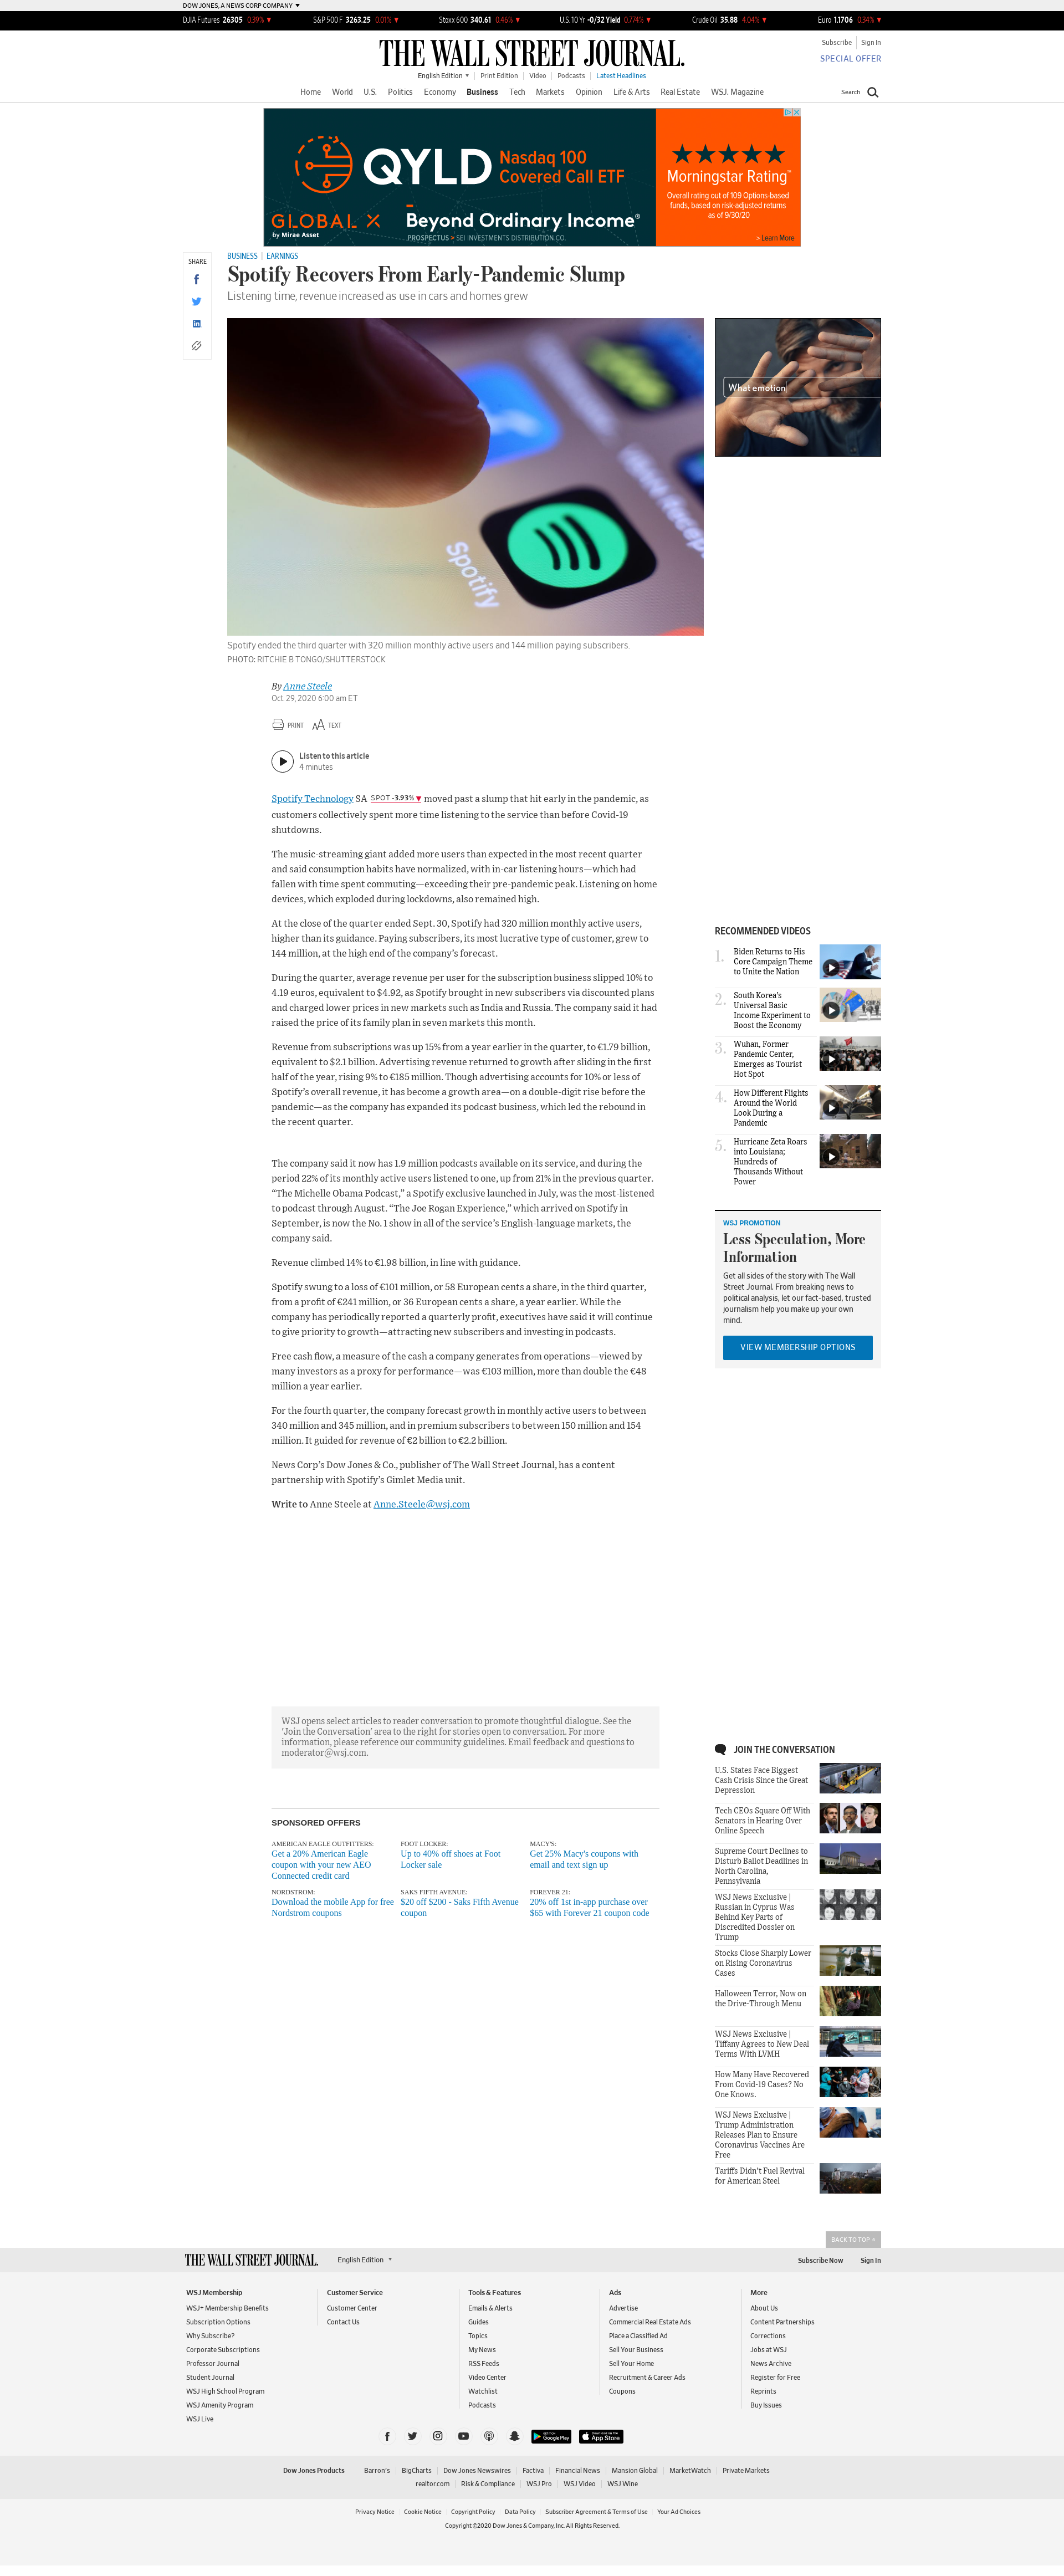 DOW JONES, A NEWS CORP COMPANY
DJIA Futures 26305 0.39%
S&P 500 F 3263.25 0.01%
Stoxx 600 340.61 0.46%
U.S. 10 Yr -0/32 Yield 0.774%
Crude Oil 35.88 4.04%
Euro 1.1706 0.34%
THE WALL STREET JOURNAL.
Subscribe | Sign In
SPECIAL OFFER
English Edition | Print Edition | Video | Podcasts | Latest Headlines
Home World U.S. Politics Economy Business Tech Markets Opinion Life & Arts Real Estate WSJ. Magazine
Search
QYLD Nasdaq 100
Covered Call ETF
GLOBAL X
by Mirae Asset
Beyond Ordinary Income®
PROSPECTUS > SEI INVESTMENTS DISTRIBUTION CO.
★★★★★
Morningstar Rating™
Overall rating out of 109 Options-based
funds, based on risk-adjusted returns
as of 9/30/20
> Learn More
SHARE
BUSINESS | EARNINGS
Spotify Recovers From Early-Pandemic Slump
Listening time, revenue increased as use in cars and homes grew
Spotify
What emotion
Spotify ended the third quarter with 320 million monthly active users and 144 million paying subscribers.
PHOTO: RITCHIE B TONGO/SHUTTERSTOCK
By Anne Steele
Oct. 29, 2020 6:00 am ET
PRINT AA TEXT
Listen to this article
4 minutes
Spotify Technology SA SPOT -3.93% moved past a slump that hit early in the pandemic, as
customers collectively spent more time listening to the service than before Covid-19
shutdowns.
The music-streaming giant added more users than expected in the most recent quarter
and said consumption habits have normalized, with in-car listening hours—which had
fallen with time spent commuting—exceeding their pre-pandemic peak. Listening on home
devices, which exploded during lockdowns, also remained high.
At the close of the quarter ended Sept. 30, Spotify had 320 million monthly active users,
higher than its guidance. Paying subscribers, its most lucrative type of customer, grew to
144 million, at the high end of the company's forecast.
During the quarter, average revenue per user for the subscription business slipped 10% to
4.19 euros, equivalent to $4.92, as Spotify brought in new subscribers via discounted plans
and charged lower prices in new markets such as India and Russia. The company said it had
raised the price of its family plan in seven markets this month.
Revenue from subscriptions was up 15% from a year earlier in the quarter, to €1.79 billion,
equivalent to $2.1 billion. Advertising revenue returned to growth after sliding in the first
half of the year, rising 9% to €185 million. Though advertising accounts for 10% or less of
Spotify's overall revenue, it has become a growth area—on a double-digit rise before the
pandemic—as the company has expanded its podcast business, which led the rebound in
the recent quarter.
The company said it now has 1.9 million podcasts available on its service, and during the
period 22% of its monthly active users listened to one, up from 21% in the previous quarter.
“The Michelle Obama Podcast,” a Spotify exclusive launched in July, was the most-listened
to podcast through August. “The Joe Rogan Experience,” which arrived on Spotify in
September, is now the No. 1 show in all of the service's English-language markets, the
company said.
Revenue climbed 14% to €1.98 billion, in line with guidance.
Spotify swung to a loss of €101 million, or 58 European cents a share, in the third quarter,
from a profit of €241 million, or 36 European cents a share, a year earlier. While the
company has periodically reported a quarterly profit, executives have said it will continue
to give priority to growth—attracting new subscribers and investing in podcasts.
Free cash flow, a measure of the cash a company generates from operations—viewed by
many investors as a proxy for performance—was €103 million, more than double the €48
million a year earlier.
For the fourth quarter, the company forecast growth in monthly active users to between
340 million and 345 million, and in premium subscribers to between 150 million and 154
million. It guided for revenue of €2 billion to €2.2 billion.
News Corp's Dow Jones & Co., publisher of The Wall Street Journal, has a content
partnership with Spotify's Gimlet Media unit.
Write to Anne Steele at Anne.Steele@wsj.com
RECOMMENDED VIDEOS
1. Biden Returns to His
Core Campaign Theme
to Unite the Nation
2. South Korea's
Universal Basic
Income Experiment to
Boost the Economy
3. Wuhan, Former
Pandemic Center,
Emerges as Tourist
Hot Spot
4. How Different Flights
Around the World
Look During a
Pandemic
5. Hurricane Zeta Roars
into Louisiana;
Hundreds of
Thousands Without
Power
WSJ PROMOTION
Less Speculation, More
Information
Get all sides of the story with The Wall
Street Journal. From breaking news to
political analysis, let our fact-based, trusted
journalism help you make up your own
mind.
VIEW MEMBERSHIP OPTIONS
WSJ opens select articles to reader conversation to promote thoughtful dialogue. See the
'Join the Conversation' area to the right for stories open to conversation. For more
information, please reference our community guidelines. Email feedback and questions to
moderator@wsj.com.
SPONSORED OFFERS
AMERICAN EAGLE OUTFITTERS:
Get a 20% American Eagle
coupon with your new AEO
Connected credit card
FOOT LOCKER:
Up to 40% off shoes at Foot
Locker sale
MACY'S:
Get 25% Macy's coupons with
email and text sign up
NORDSTROM:
Download the mobile App for free
Nordstrom coupons
SAKS FIFTH AVENUE:
$20 off $200 - Saks Fifth Avenue
coupon
FOREVER 21:
20% off 1st in-app purchase over
$65 with Forever 21 coupon code
JOIN THE CONVERSATION
U.S. States Face Biggest
Cash Crisis Since the Great
Depression
Tech CEOs Square Off With
Senators in Hearing Over
Online Speech
Supreme Court Declines to
Disturb Ballot Deadlines in
North Carolina,
Pennsylvania
WSJ News Exclusive |
Russian in Cyprus Was
Behind Key Parts of
Discredited Dossier on
Trump
Stocks Close Sharply Lower
on Rising Coronavirus
Cases
Halloween Terror, Now on
the Drive-Through Menu
WSJ News Exclusive |
Tiffany Agrees to New Deal
Terms With LVMH
How Many Have Recovered
From Covid-19 Cases? No
One Knows.
WSJ News Exclusive |
Trump Administration
Releases Plan to Ensure
Coronavirus Vaccines Are
Free
Tariffs Didn't Fuel Revival
for American Steel
BACK TO TOP
THE WALL STREET JOURNAL.
English Edition
Subscribe Now Sign In
WSJ Membership
WSJ+ Membership Benefits
Subscription Options
Why Subscribe?
Corporate Subscriptions
Professor Journal
Student Journal
WSJ High School Program
WSJ Amenity Program
WSJ Live
Customer Service
Customer Center
Contact Us
Tools & Features
Emails & Alerts
Guides
Topics
My News
RSS Feeds
Video Center
Watchlist
Podcasts
Ads
Advertise
Commercial Real Estate Ads
Place a Classified Ad
Sell Your Business
Sell Your Home
Recruitment & Career Ads
Coupons
More
About Us
Content Partnerships
Corrections
Jobs at WSJ
News Archive
Register for Free
Reprints
Buy Issues
GET IT ON Google Play
Download on the App Store
Dow Jones Products Barron's | BigCharts | Dow Jones Newswires | Factiva | Financial News | Mansion Global | MarketWatch | Private Markets
realtor.com | Risk & Compliance | WSJ Pro | WSJ Video | WSJ Wine
Privacy Notice Cookie Notice Copyright Policy Data Policy Subscriber Agreement & Terms of Use Your Ad Choices
Copyright ©2020 Dow Jones & Company, Inc. All Rights Reserved.